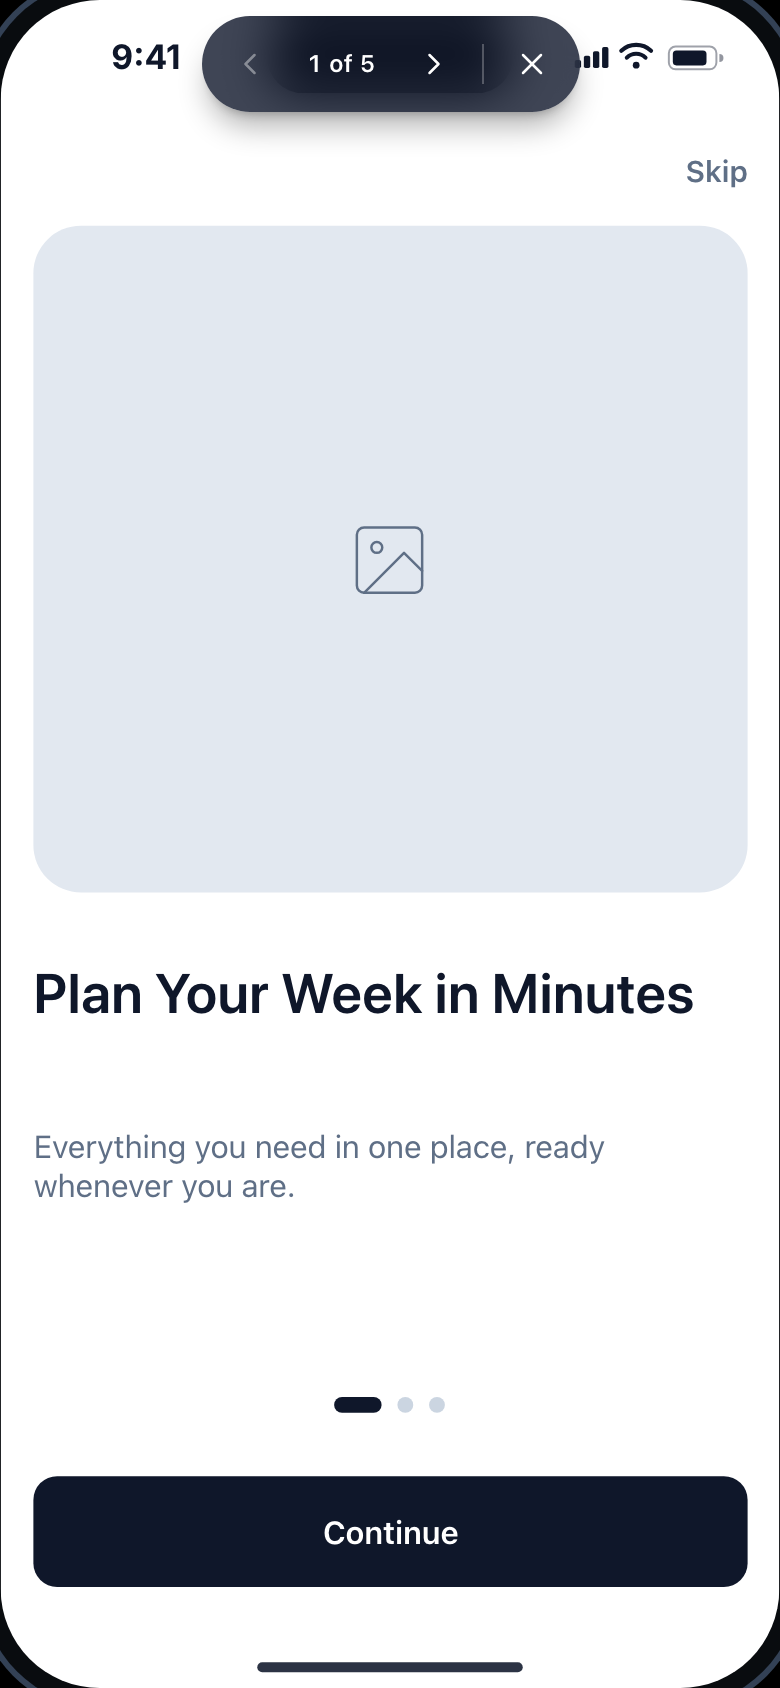 9:41
1 of 5
Skip
Plan Your Week in Minutes
Everything you need in one place, ready
whenever you are.
Continue